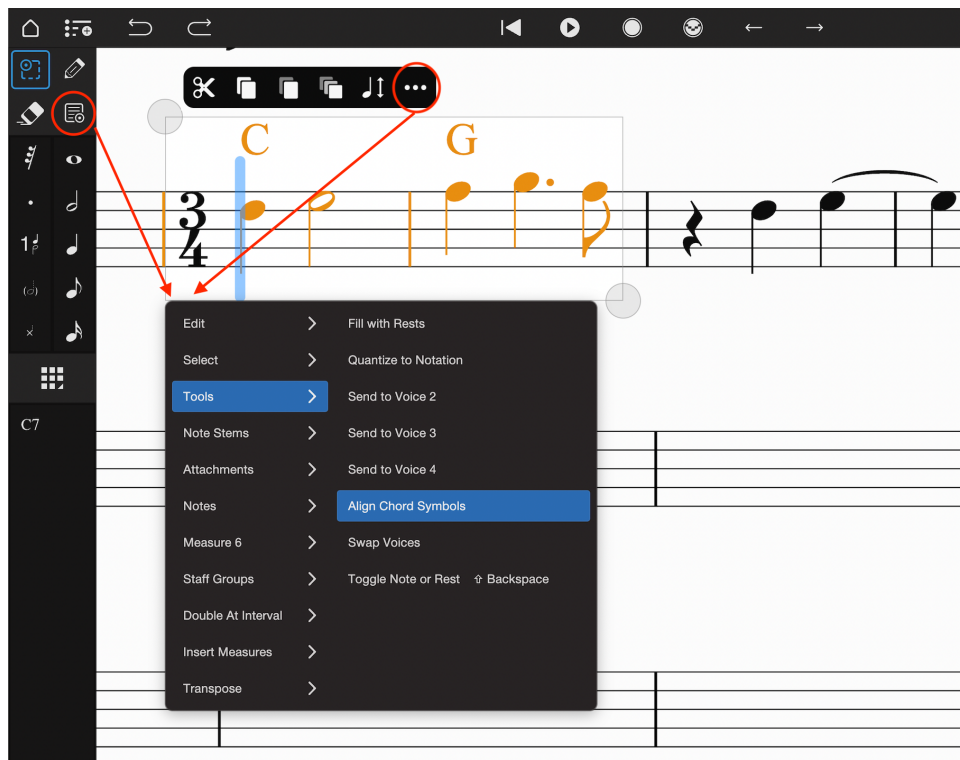 C G
3
4
1
Edit
Fill with Rests
Select
Quantize to Notation
Tools
Send to Voice 2
Note Stems
Send to Voice 3
Attachments
Send to Voice 4
Notes
Align Chord Symbols
Measure 6
Swap Voices
Staff Groups
Toggle Note or Rest ⇧ Backspace
Double At Interval
Insert Measures
Transpose
C7